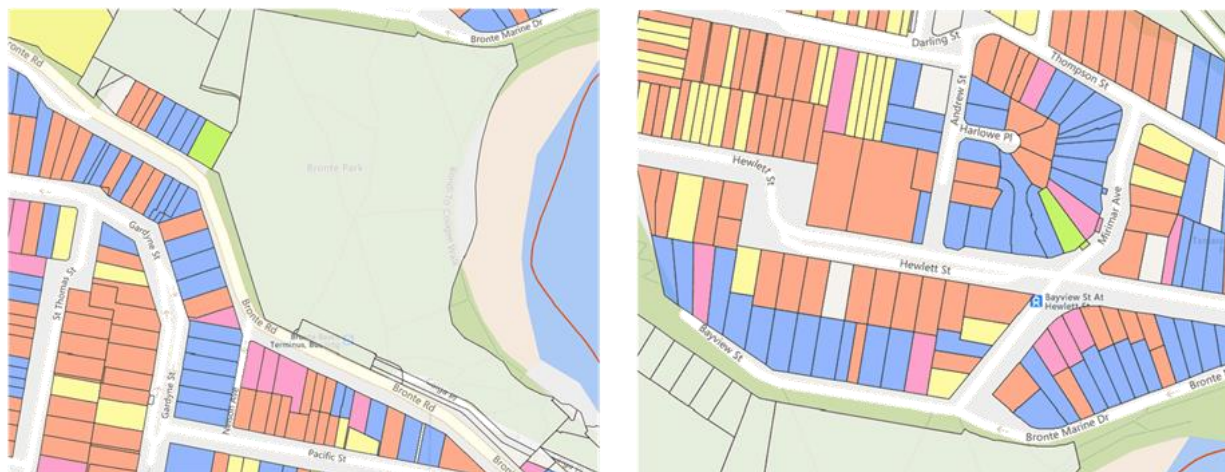 Bronte Marine Dr
Bronte Rd
Bronte Park
Gardyne St
St Thomas St
Bronte Rd
Gardyne St
Nelson Ave
Bronte Rd
Pacific St
Darling St
Thompson St
Andrew St
Harlowe Pl
Hewlett St
Mirimar Ave
Hewlett St
Bayview St At
Hewlett St
Bayview St
Bronte Marine Dr